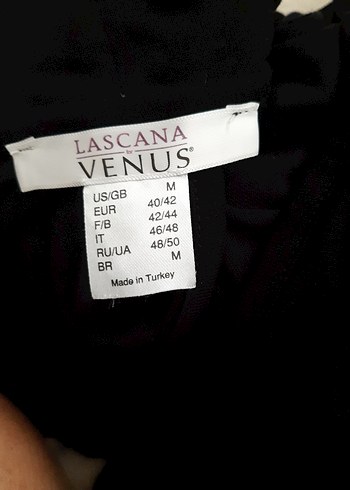 LASCANA
by
VENUS®
US/GB M
EUR 40/42
F/B 42/44
IT 46/48
RU/UA 48/50
BR M
Made in Turkey